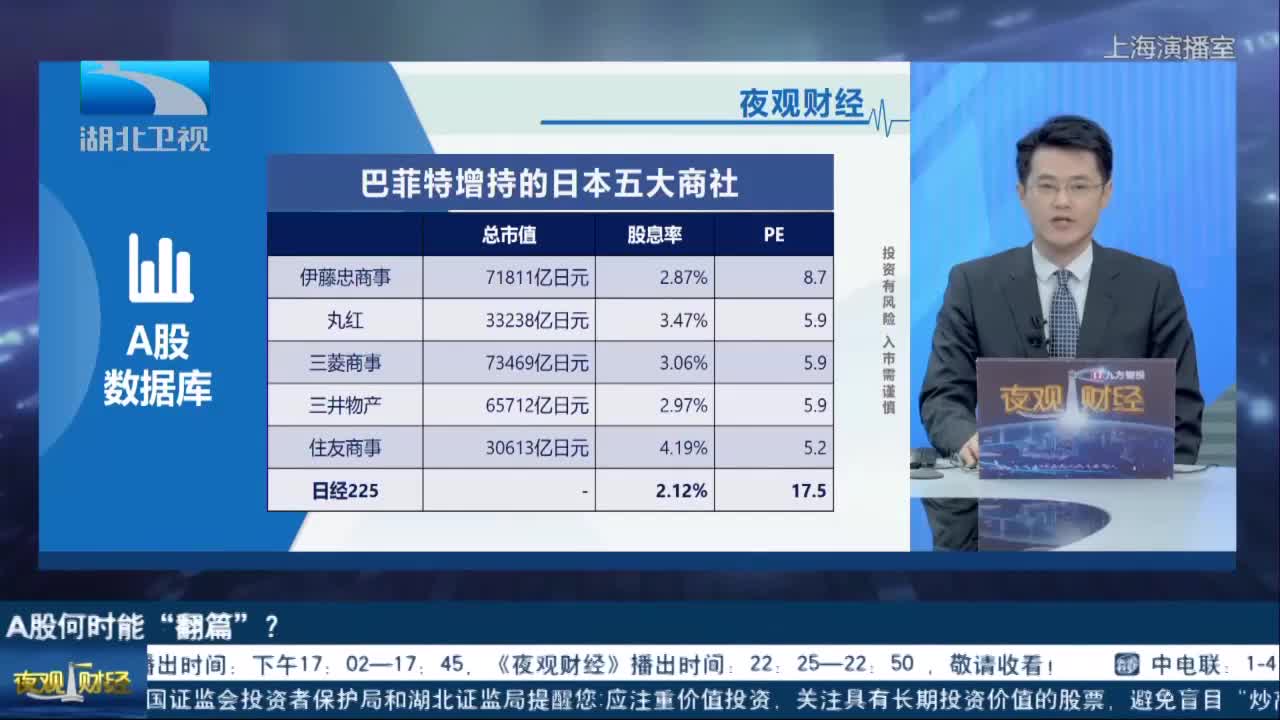 上海演播室
湖北卫视
夜观财经
巴菲特增持的日本五大商社
总市值 股息率 PE
伊藤忠商事 71811亿日元 2.87% 8.7
丸红 33238亿日元 3.47% 5.9
三菱商事 73469亿日元 3.06% 5.9
三井物产 65712亿日元 2.97% 5.9
住友商事 30613亿日元 4.19% 5.2
日经225 - 2.12% 17.5
A股
数据库
投资有风险 入市需谨慎
九方智投
夜观财经
A股何时能“翻篇”？
播出时间：下午17：02—17：45，《夜观财经》播出时间：22：25—22：50，敬请收看！ 中电联：1-4
夜观财经
国证监会投资者保护局和湖北证监局提醒您:应注重价值投资，关注具有长期投资价值的股票，避免盲目“炒